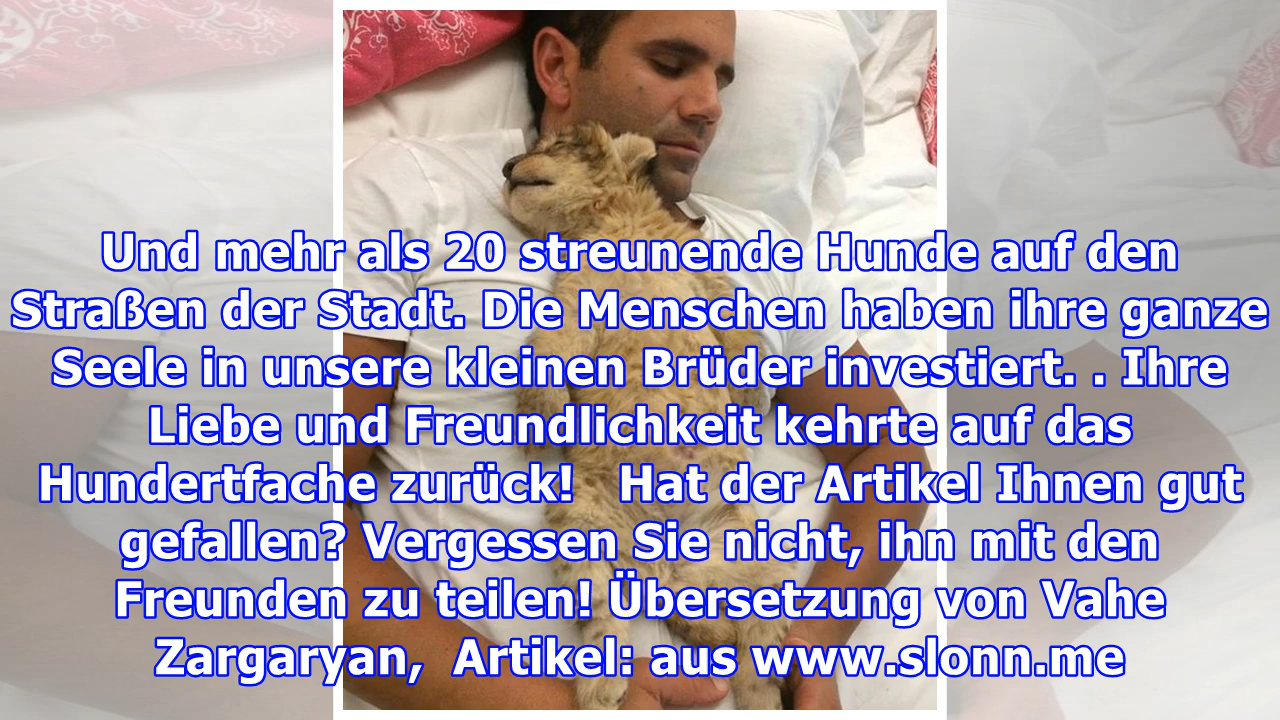 Und mehr als 20 streunende Hunde auf den
Straßen der Stadt. Die Menschen haben ihre ganze
Seele in unsere kleinen Brüder investiert. . Ihre
Liebe und Freundlichkeit kehrte auf das
Hundertfache zurück!   Hat der Artikel Ihnen gut
gefallen? Vergessen Sie nicht, ihn mit den
Freunden zu teilen! Übersetzung von Vahe
Zargaryan,  Artikel: aus www.slonn.me